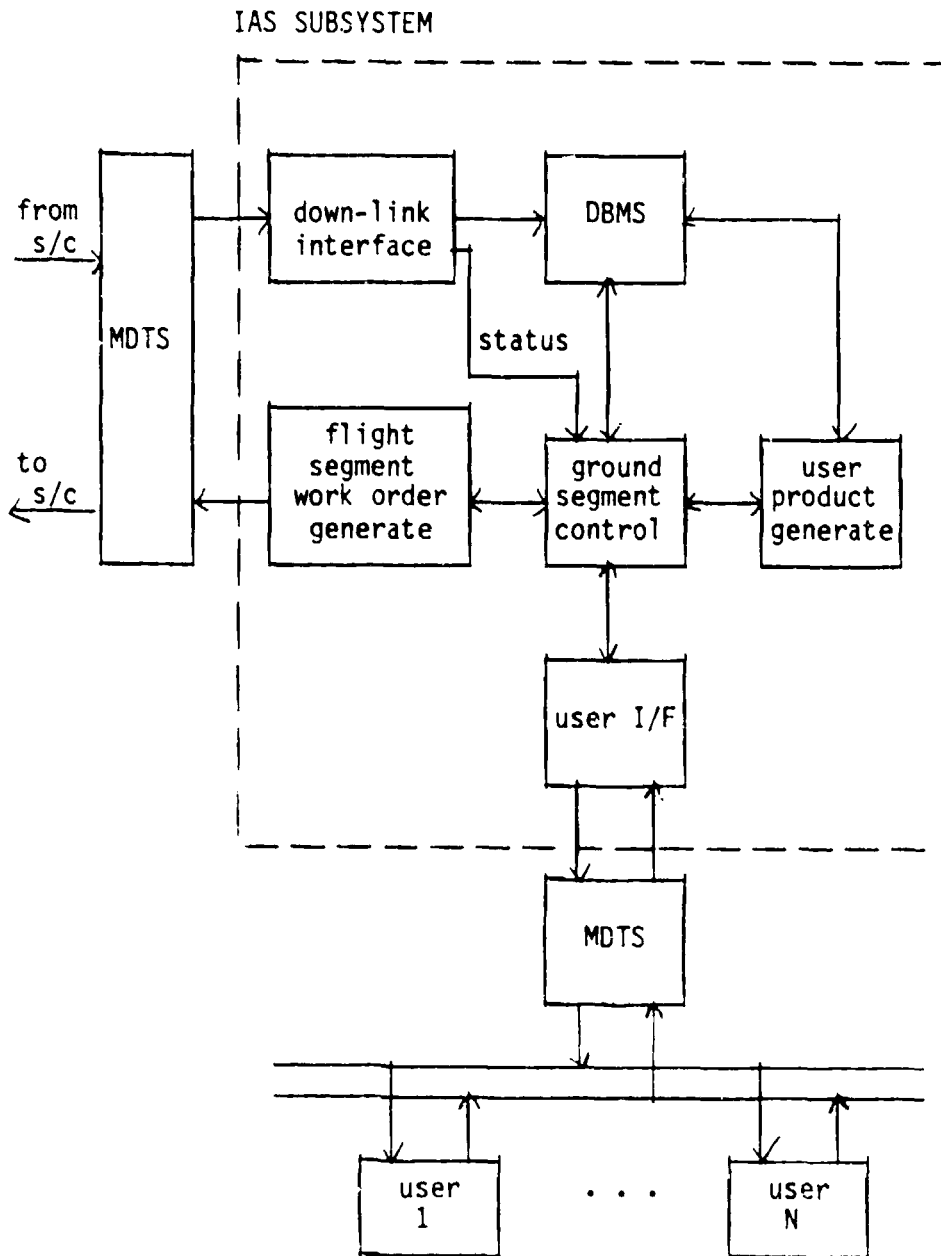 IAS SUBSYSTEM
from
s/c
MDTS
to
s/c
down-link
interface
DBMS
status
flight
segment
work order
generate
ground
segment
control
user
product
generate
user I/F
MDTS
user
1
. . .
user
N